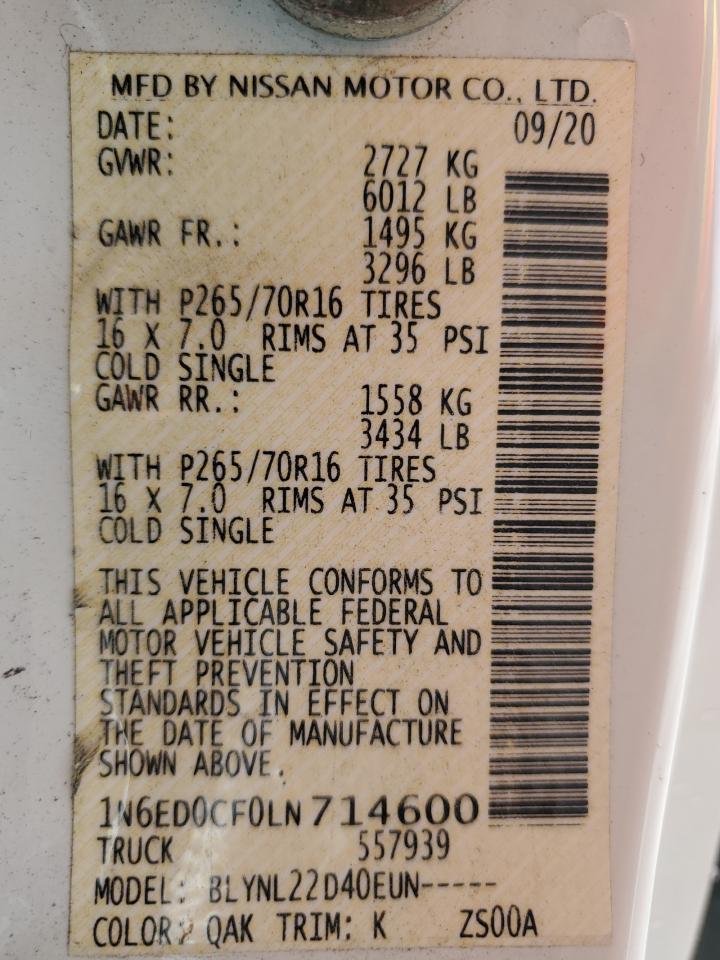 MFD BY NISSAN MOTOR CO., LTD.
DATE: 09/20
GVWR: 2727 KG
6012 LB
GAWR FR.: 1495 KG
3296 LB
WITH P265/70R16 TIRES
16 X 7.0 RIMS AT 35 PSI
COLD SINGLE
GAWR RR.: 1558 KG
3434 LB
WITH P265/70R16 TIRES
16 X 7.0 RIMS AT 35 PSI
COLD SINGLE
THIS VEHICLE CONFORMS TO
ALL APPLICABLE FEDERAL
MOTOR VEHICLE SAFETY AND
THEFT PREVENTION
STANDARDS IN EFFECT ON
THE DATE OF MANUFACTURE
SHOWN ABOVE.
1N6ED0CF0LN714600
TRUCK 557939
MODEL: BLYNL22D40EUN-----
COLOR: QAK TRIM: K ZS00A